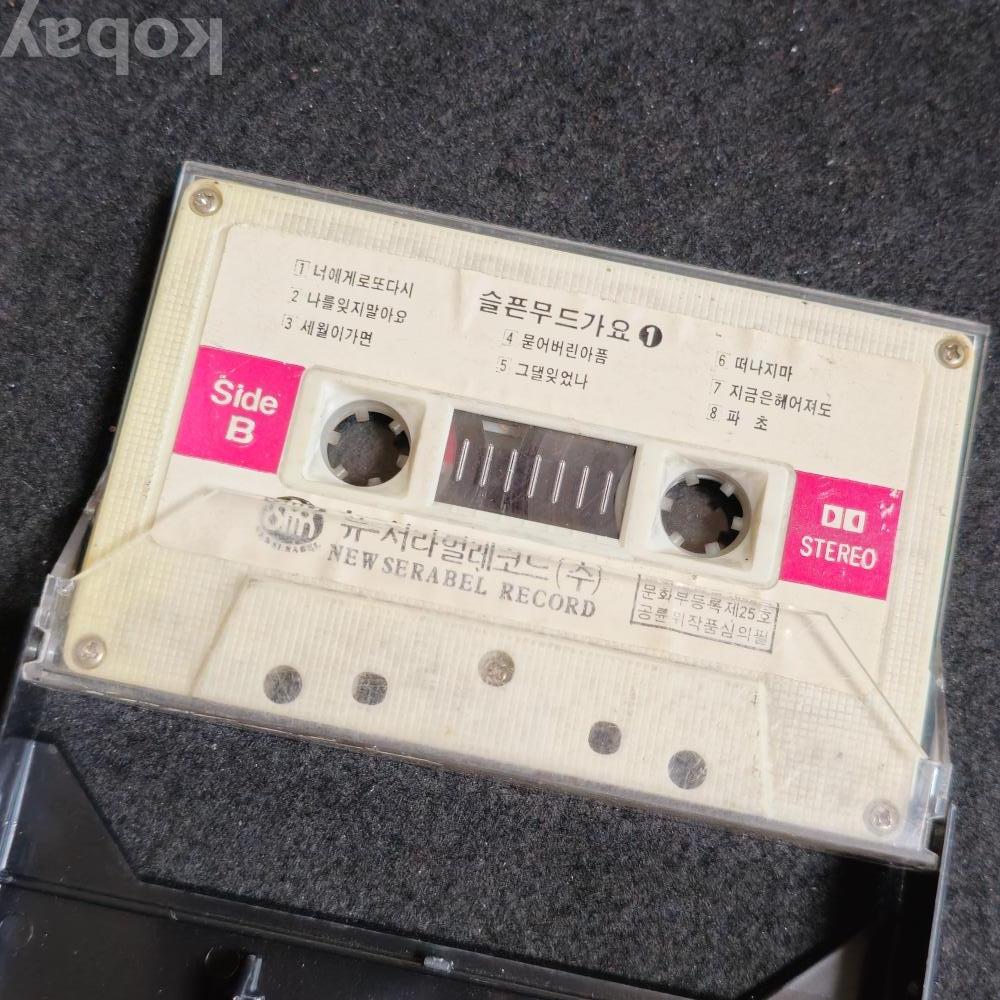 kobay
슬픈무드가요 ❶
1 너에게로또다시
2 나를잊지말아요
3 세월이가면
4 묻어버린아픔
5 그댈잊었나
6 떠나지마
7 지금은헤어져도
8 파 초
Side
B
STEREO
뉴-서라벌레코드(주)
NEW SERABEL RECORD
문화부등록제25호
공륜위작품심의필